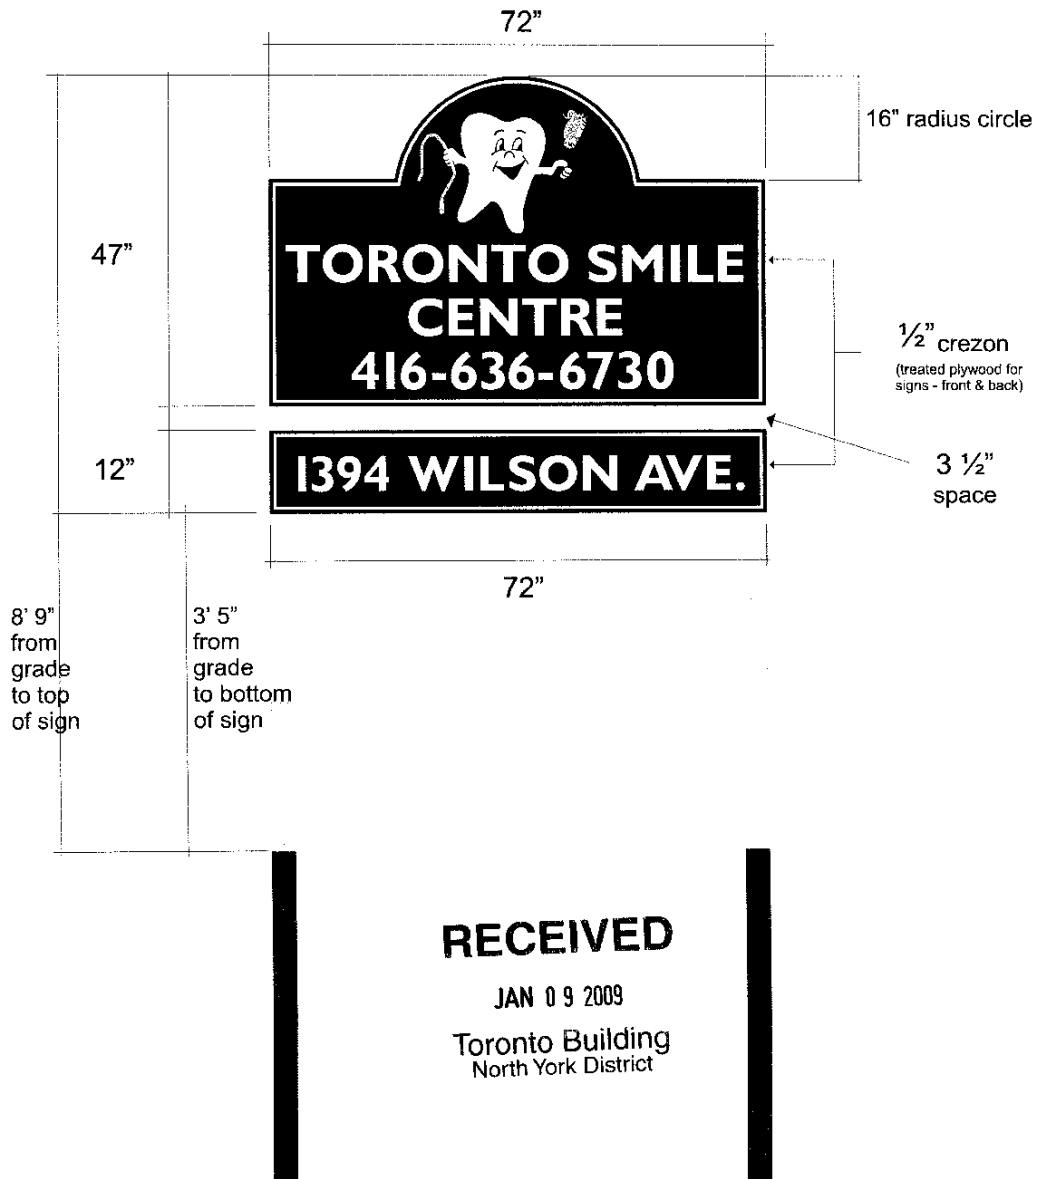 72”
16” radius circle
47”
TORONTO SMILE
CENTRE
416-636-6730
½” crezon
(treated plywood for
signs - front & back)
12”
1394 WILSON AVE.
3 ½”
space
72”
8’ 9”
from
grade
to top
of sign
3’ 5”
from
grade
to bottom
of sign
RECEIVED
JAN 09 2009
Toronto Building
North York District